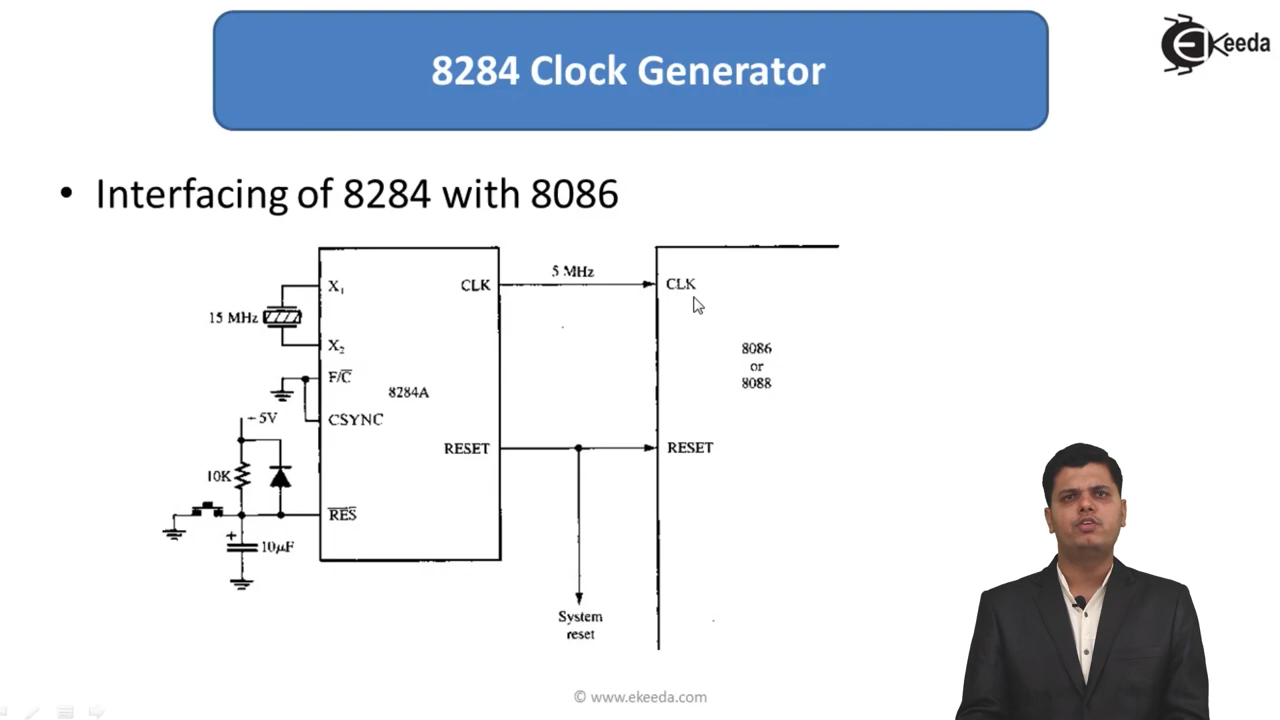 8284 Clock Generator
EKeeda
• Interfacing of 8284 with 8086
X1
CLK
5 MHz
CLK
15 MHz
X2
8086
or
8088
F/C̅
8284A
+5V
CSYNC
RESET
RESET
10K
R̅E̅S̅
10μF
System
reset
© www.ekeeda.com